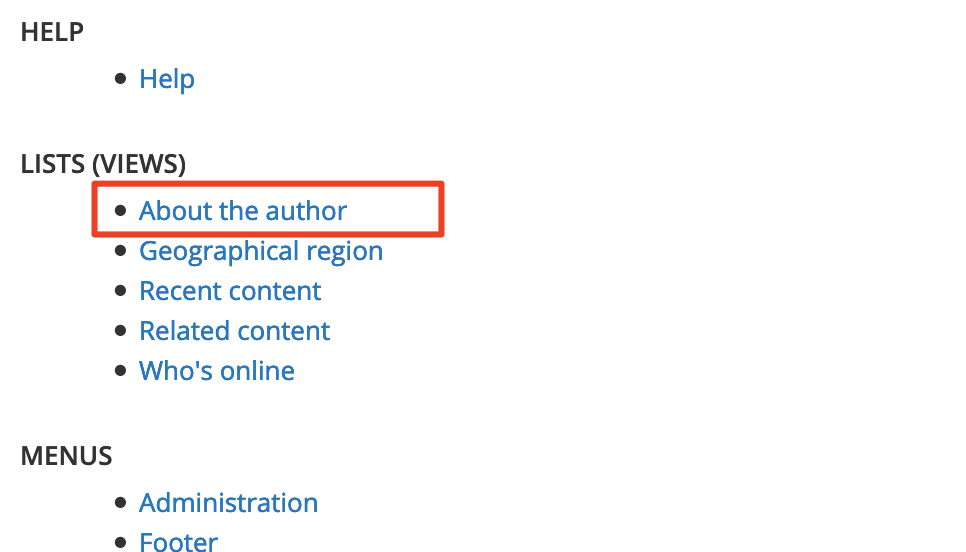 HELP
Help
LISTS (VIEWS)
About the author
Geographical region
Recent content
Related content
Who's online
MENUS
Administration
Footer